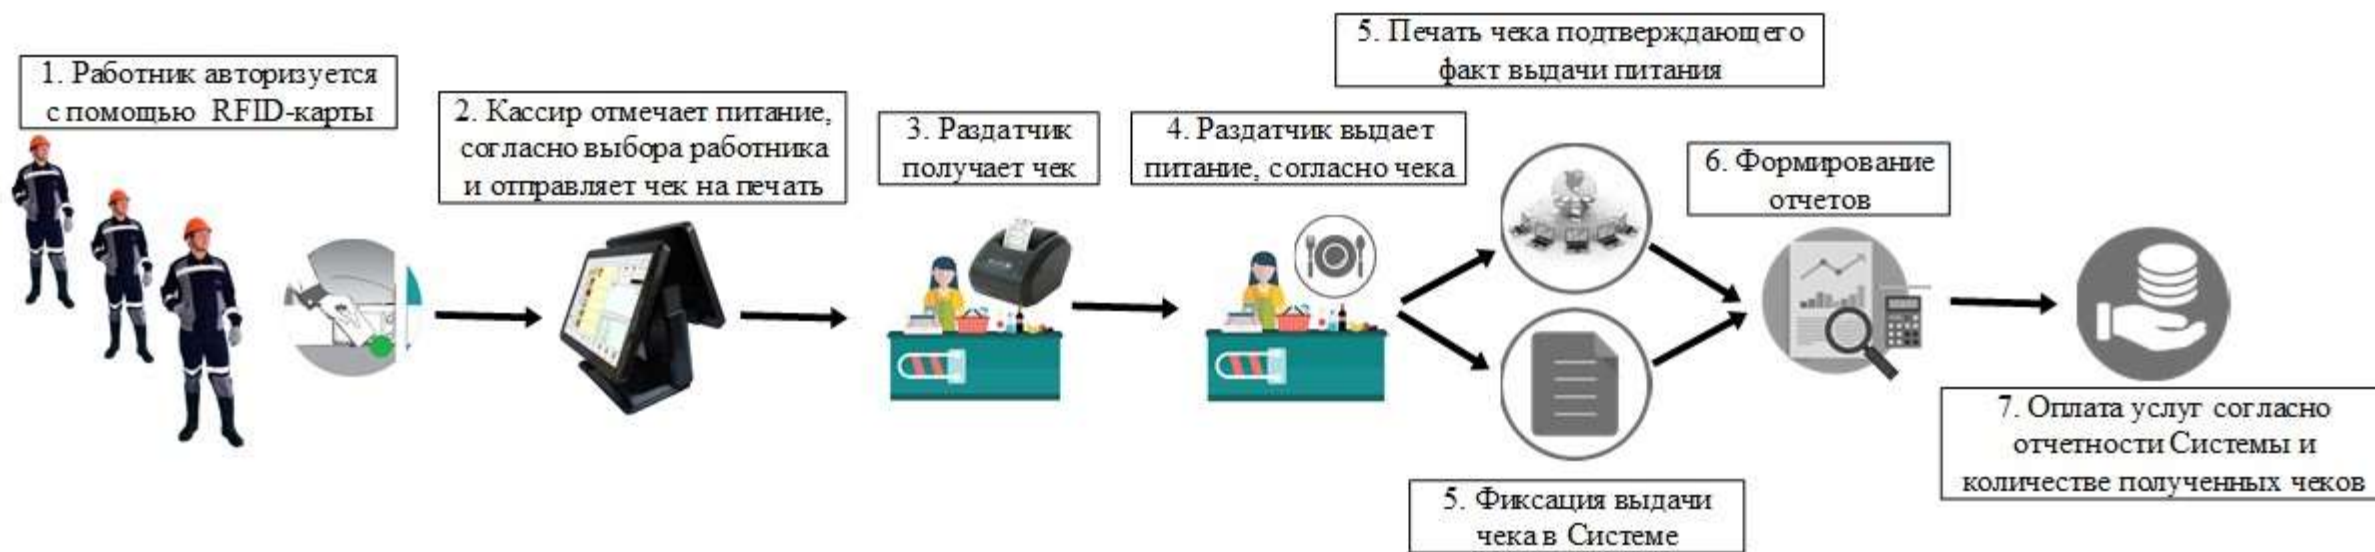 1. Работник авторизуется
с помощью RFID-карты
2. Кассир отмечает питание,
согласно выбора работника
и отправляет чек на печать
3. Раздатчик
получает чек
4. Раздатчик выдает
питание, согласно чека
5. Печать чека подтверждающего
факт выдачи питания
5. Фиксация выдачи
чека в Системе
6. Формирование
отчетов
7. Оплата услуг согласно
отчетности Системы и
количестве полученных чеков